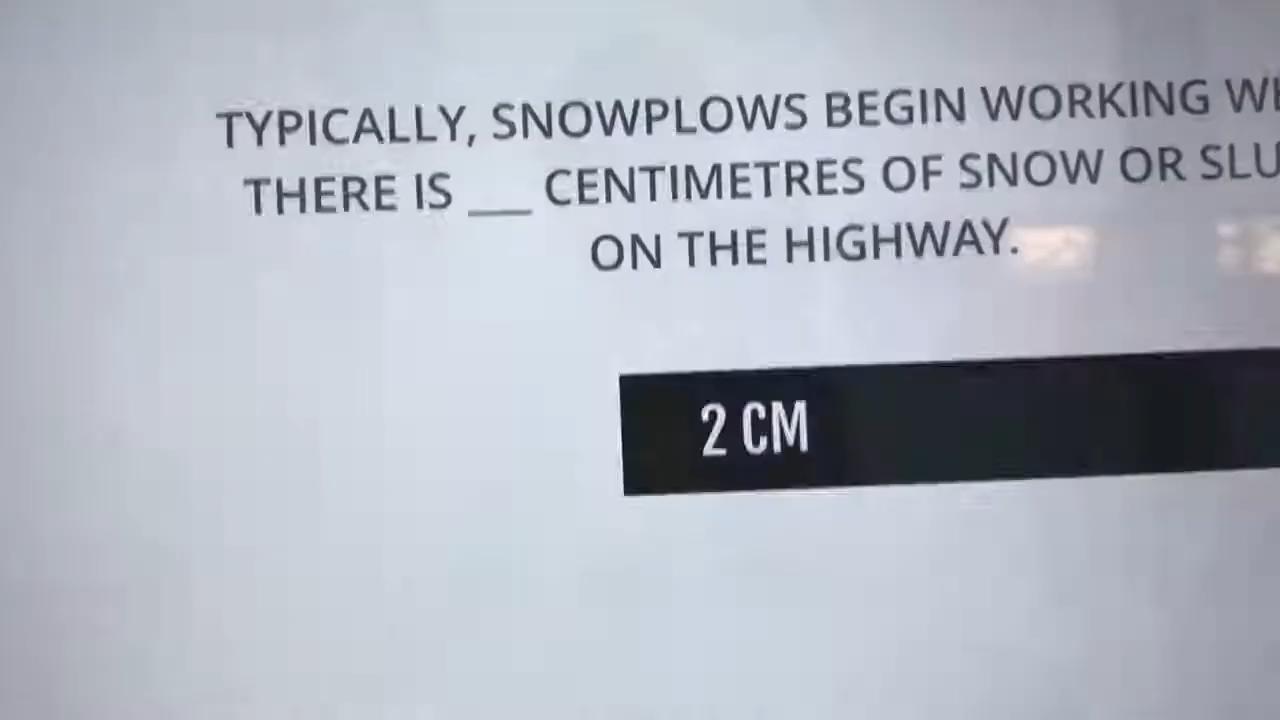 TYPICALLY, SNOWPLOWS BEGIN WORKING
THERE IS ___ CENTIMETRES OF SNOW OR
ON THE HIGHWAY.
2 CM